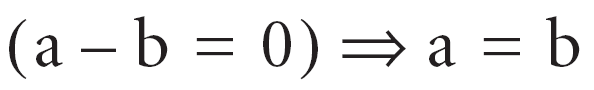 (a – b = 0) ⇒ a = b